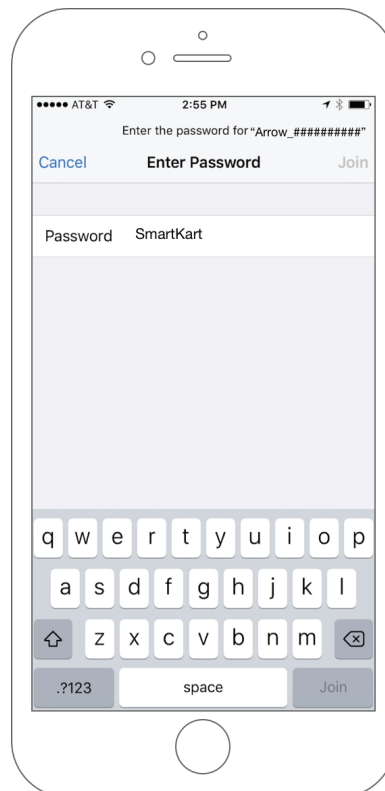 AT&T 2:55 PM
Enter the password for “Arrow_##########”
Cancel Enter Password Join
Password SmartKart
q w e r t y u i o p
a s d f g h j k l
z x c v b n m
.?123 space Join